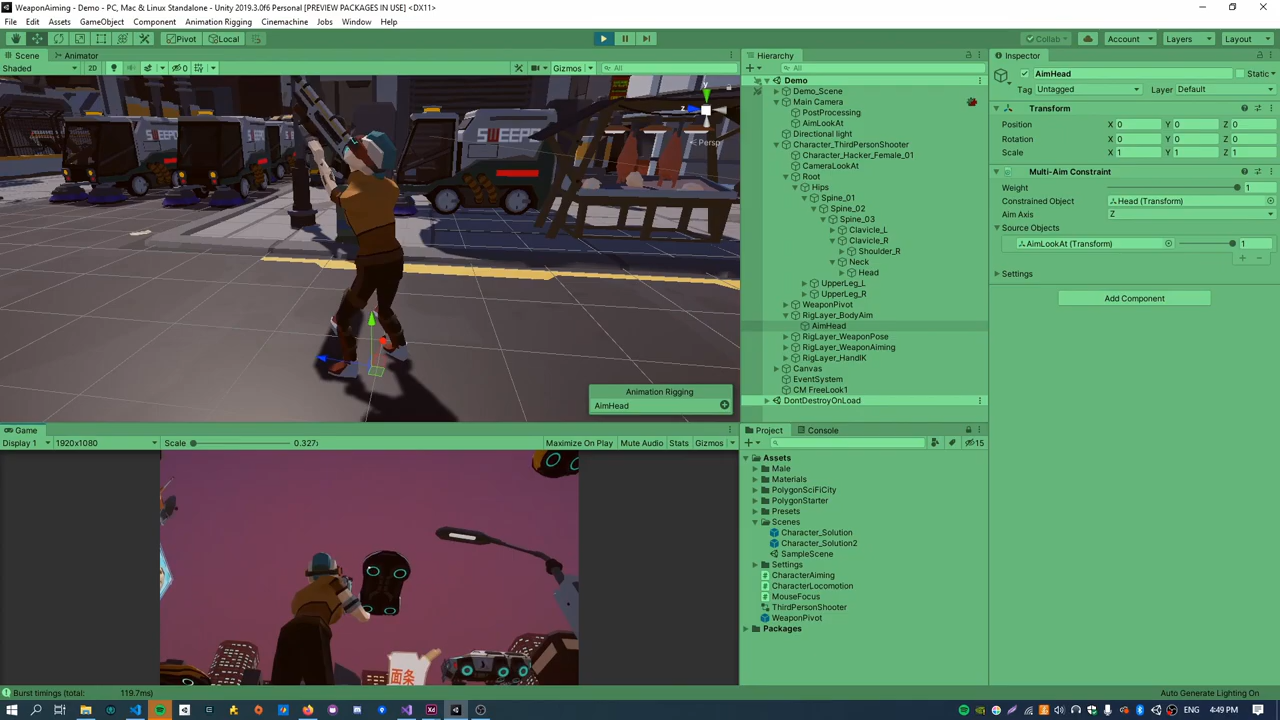 WeaponAiming - Demo - PC, Mac & Linux Standalone - Unity 2019.3.0f6 Personal [PREVIEW PACKAGES IN USE] <DX11>
File Edit Assets GameObject Component Animation Rigging Cinemachine Jobs Window Help
Pivot Local Collab Account Layers Layout
Scene Animator
Shaded 2D 0 Gizmos All
y
z
Persp
SWEEPE
Animation Rigging
AimHead
Game
Display 1 1920x1080 Scale 0.327 Maximize On Play Mute Audio Stats Gizmos
面条
Hierarchy
All
Demo
Demo_Scene
Main Camera
PostProcessing
AimLookAt
Directional light
Character_ThirdPersonShooter
Character_Hacker_Female_01
CameraLookAt
Root
Hips
Spine_01
Spine_02
Spine_03
Clavicle_L
Clavicle_R
Shoulder_R
Neck
Head
UpperLeg_L
UpperLeg_R
WeaponPivot
RigLayer_BodyAim
AimHead
RigLayer_WeaponPose
RigLayer_WeaponAiming
RigLayer_HandIK
Canvas
EventSystem
CM FreeLook1
DontDestroyOnLoad
Project Console
15
Assets
Male
Materials
PolygonSciFiCity
PolygonStarter
Presets
Scenes
Character_Solution
Character_Solution2
SampleScene
Settings
CharacterAiming
CharacterLocomotion
MouseFocus
ThirdPersonShooter
WeaponPivot
Packages
Inspector
AimHead Static
Tag Untagged Layer Default
Transform
Position X 0 Y 0 Z 0
Rotation X 0 Y 0 Z 0
Scale X 1 Y 1 Z 1
Multi-Aim Constraint
Weight 1
Constrained Object Head (Transform)
Aim Axis Z
Source Objects
AimLookAt (Transform) 1
Settings
Add Component
Burst timings (total: 119.7ms)
Auto Generate Lighting On
ENG 4:49 PM